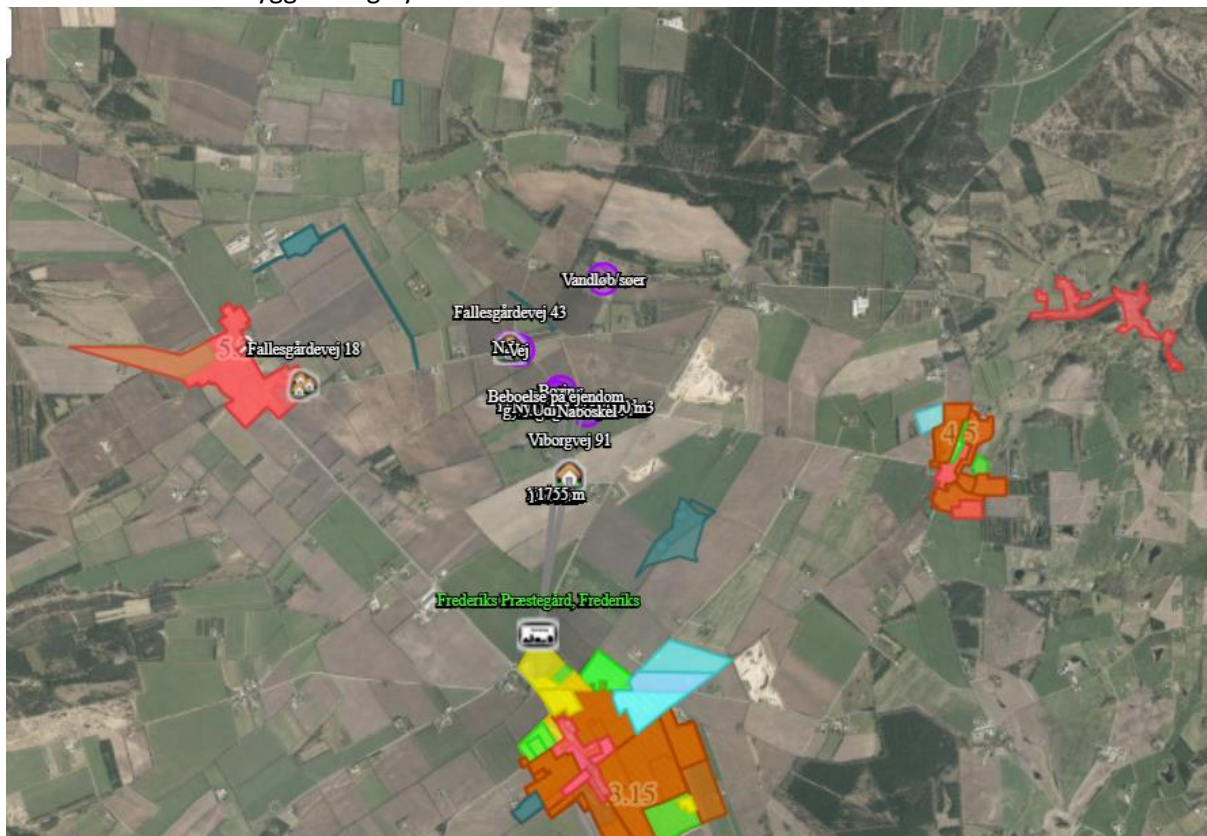 Vandløb/søer
Fallesgårdevej 43
Vej
Fallesgårdevej 18
Beboelse på ejendom
Naboskel
Viborgvej 91
1755 m
Frederiks Præstegård, Frederiks
4.5
3.15